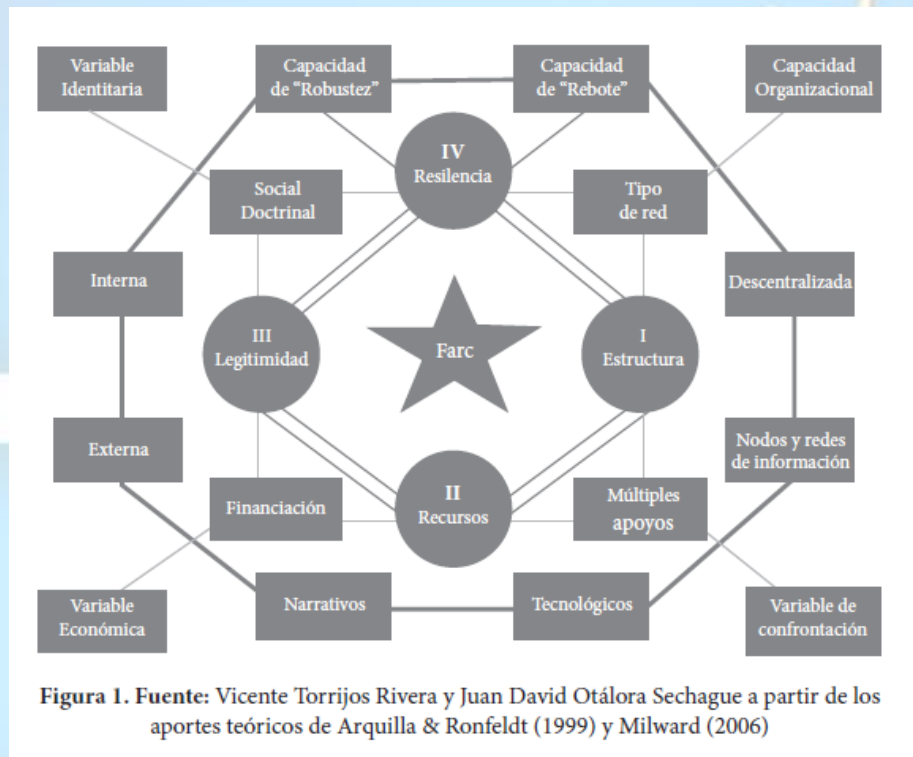 Variable
Identitaria
Capacidad
de “Robustez”
Capacidad
de “Rebote”
Capacidad
Organizacional
IV
Resilencia
Social
Doctrinal
Tipo
de red
Interna
Descentralizada
III
Legitimidad
Farc
I
Estructura
Externa
Nodos y redes
de información
Financiación
II
Recursos
Múltiples
apoyos
Variable
Económica
Narrativos
Tecnológicos
Variable de
confrontación
Figura 1. Fuente: Vicente Torrijos Rivera y Juan David Otálora Sechague a partir de los
aportes teóricos de Arquilla & Ronfeldt (1999) y Milward (2006)